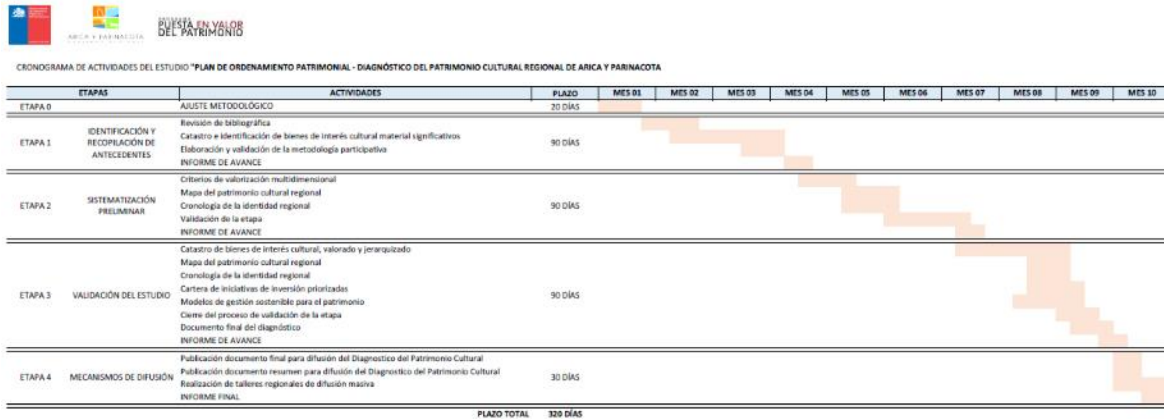 ARICA Y PARINACOTA
PROGRAMA
PUESTA EN VALOR
DEL PATRIMONIO
CRONOGRAMA DE ACTIVIDADES DEL ESTUDIO "PLAN DE ORDENAMIENTO PATRIMONIAL - DIAGNÓSTICO DEL PATRIMONIO CULTURAL REGIONAL DE ARICA Y PARINACOTA
ETAPAS ACTIVIDADES PLAZO MES 01 MES 02 MES 03 MES 04 MES 05 MES 06 MES 07 MES 08 MES 09 MES 10
ETAPA 0 AJUSTE METODOLÓGICO 20 DÍAS
ETAPA 1 IDENTIFICACIÓN Y RECOPILACIÓN DE ANTECEDENTES 90 DÍAS
Revisión de bibliográfica
Catastro e identificación de bienes de interés cultural material significativos
Elaboración y validación de la metodología participativa
INFORME DE AVANCE
ETAPA 2 SISTEMATIZACIÓN PRELIMINAR 90 DÍAS
Criterios de valorización multidimensional
Mapa del patrimonio cultural regional
Cronología de la identidad regional
Validación de la etapa
INFORME DE AVANCE
ETAPA 3 VALIDACIÓN DEL ESTUDIO 90 DÍAS
Catastro de bienes de interés cultural, valorado y jerarquizado
Mapa del patrimonio cultural regional
Cronología de la identidad regional
Cartera de iniciativas de inversión priorizadas
Modelos de gestión sostenible para el patrimonio
Cierre del proceso de validación de la etapa
Documento final del diagnóstico
INFORME DE AVANCE
ETAPA 4 MECANISMOS DE DIFUSIÓN 30 DÍAS
Publicación documento final para difusión del Diagnostico del Patrimonio Cultural
Publicación documento resumen para difusión del Diagnostico del Patrimonio Cultural
Realización de talleres regionales de difusión masiva
INFORME FINAL
PLAZO TOTAL 320 DÍAS